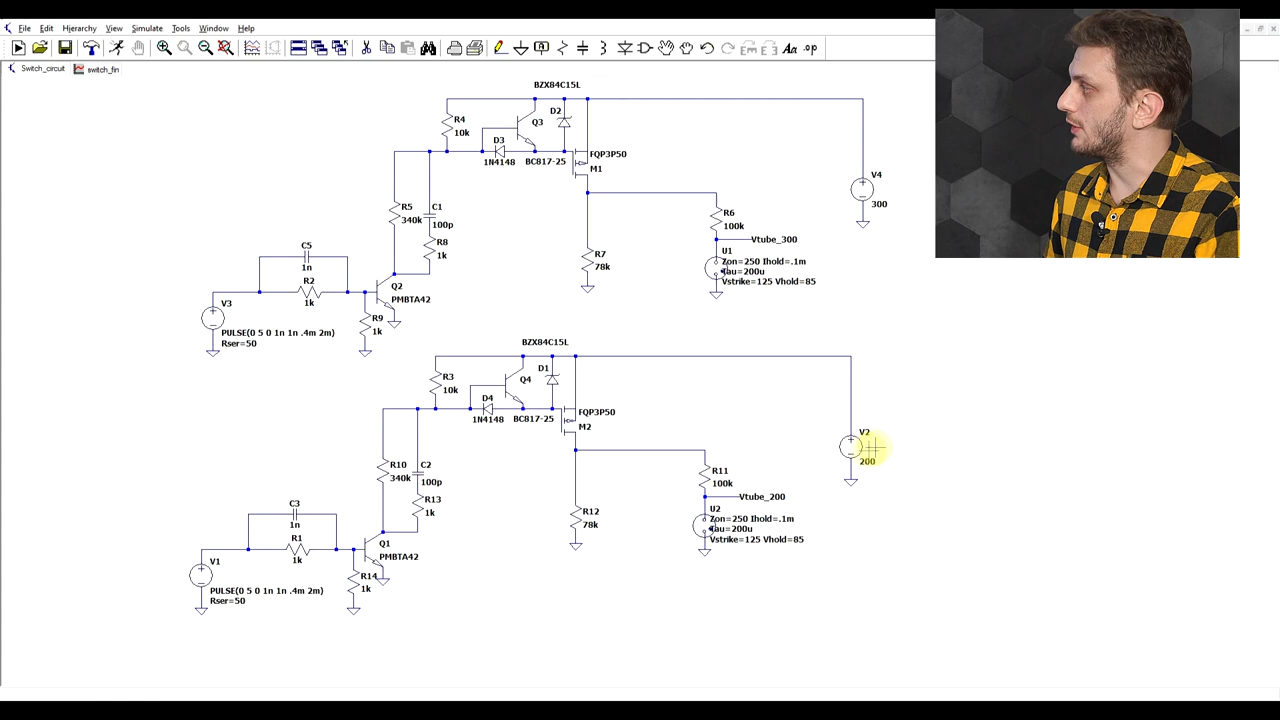 File Edit Hierarchy View Simulate Tools Window Help
Switch_circuit switch_fin
BZX84C15L
R4
10k
Q3
D2
D3
1N4148
BC817-25
FQP3P50
M1
V4
300
R5
340k
C1
100p
R8
1k
R6
100k
Vtube_300
U1
Zon=250 Ihold=.1m
Tau=200u
Vstrike=125 Vhold=85
R7
78k
C5
1n
R2
1k
Q2
PMBTA42
V3
R9
1k
PULSE(0 5 0 1n 1n .4m 2m)
Rser=50
BZX84C15L
R3
10k
Q4
D1
D4
1N4148
BC817-25
FQP3P50
M2
V2
200
R10
340k
C2
100p
R13
1k
R11
100k
Vtube_200
U2
Zon=250 Ihold=.1m
Tau=200u
Vstrike=125 Vhold=85
R12
78k
C3
1n
R1
1k
Q1
PMBTA42
V1
R14
1k
PULSE(0 5 0 1n 1n .4m 2m)
Rser=50